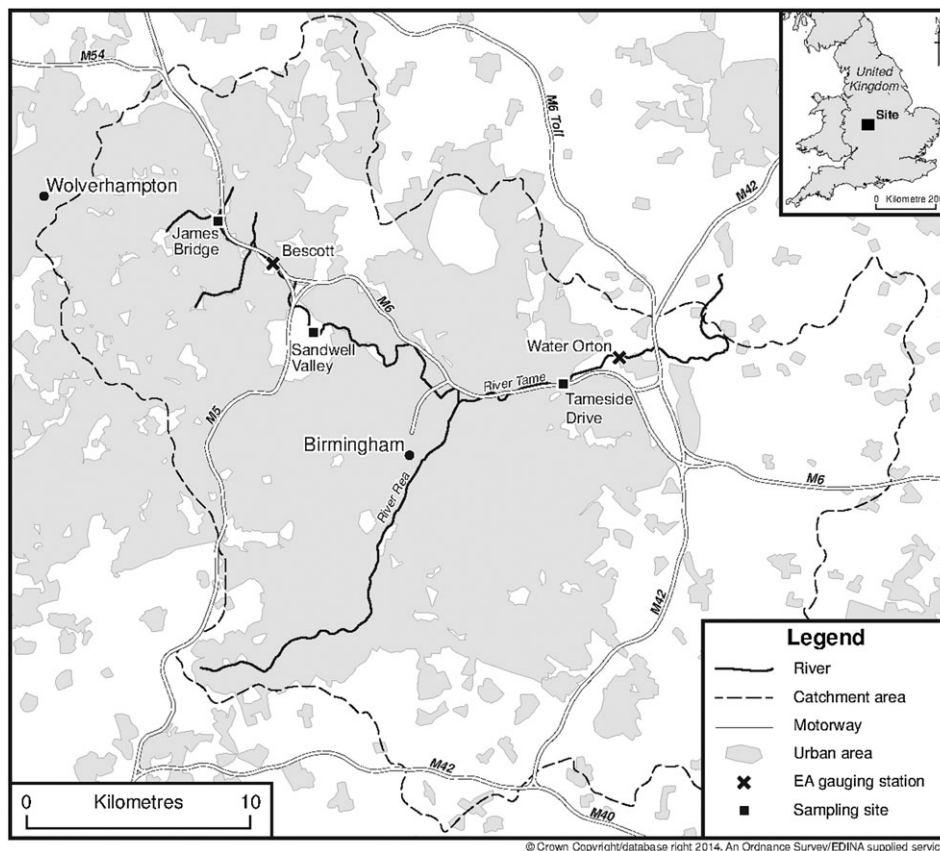 M54
M6 Toll
M42
United
Kingdom
Site
0 Kilometre 20
Wolverhampton
James
Bridge
Bescott
M6
Sandwell
Valley
Water Orton
River Tame
Tameside
Drive
M5
Birmingham
River Rea
M6
M42
M42
M40
Legend
River
Catchment area
Motorway
Urban area
EA gauging station
Sampling site
0 Kilometres 10
© Crown Copyright/database right 2014. An Ordnance Survey/EDINA supplied servic